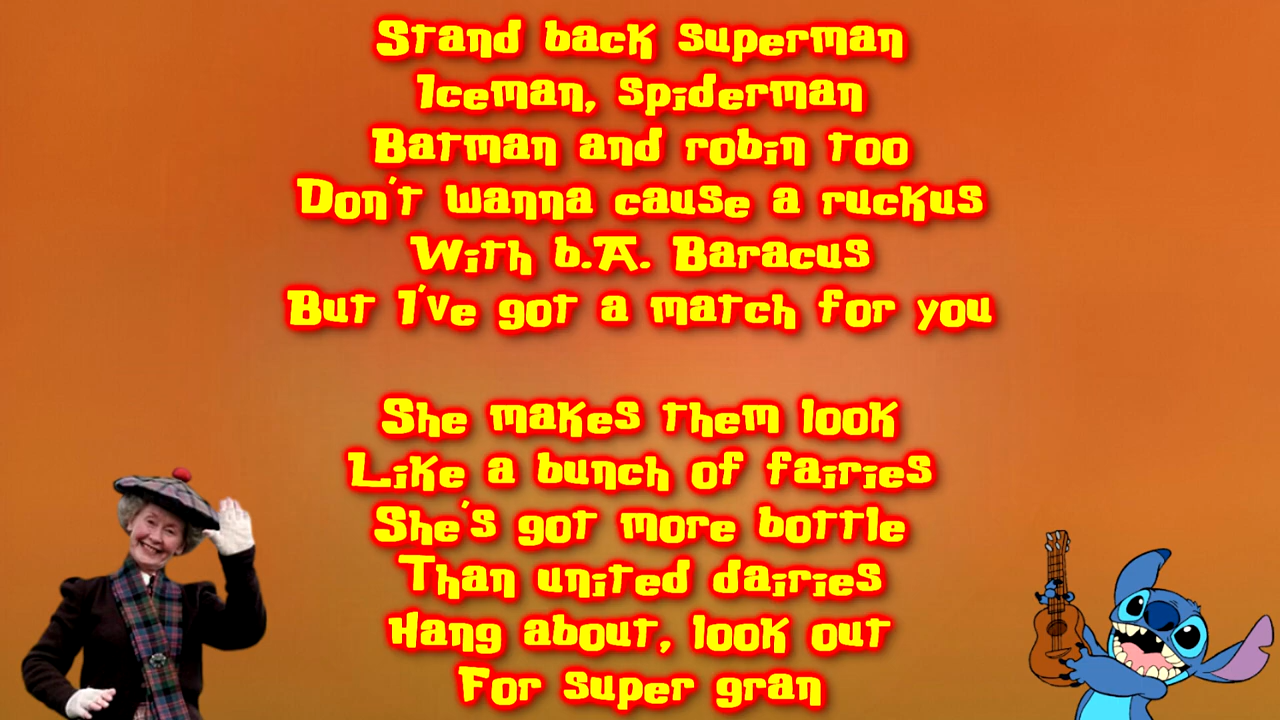 Stand back superman
Iceman, spiderman
Batman and robin too
Don't wanna cause a ruckus
With b.A. Baracus
But I've got a match for you
She makes them look
Like a bunch of fairies
She's got more bottle
Than united dairies
Hang about, look out
For super gran